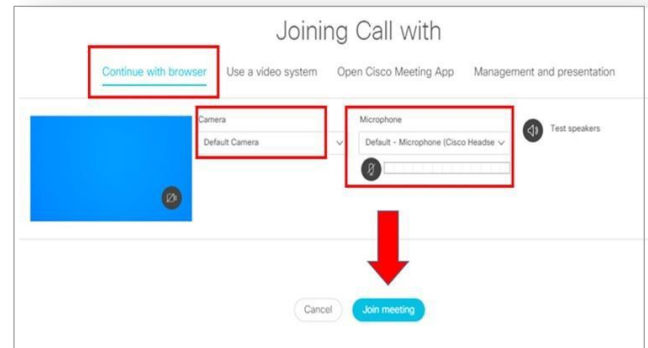 Joining Call with
Continue with browser Use a video system Open Cisco Meeting App Management and presentation
Camera Microphone
Default Camera Default - Microphone (Cisco Headse Test speakers
Cancel Join meeting